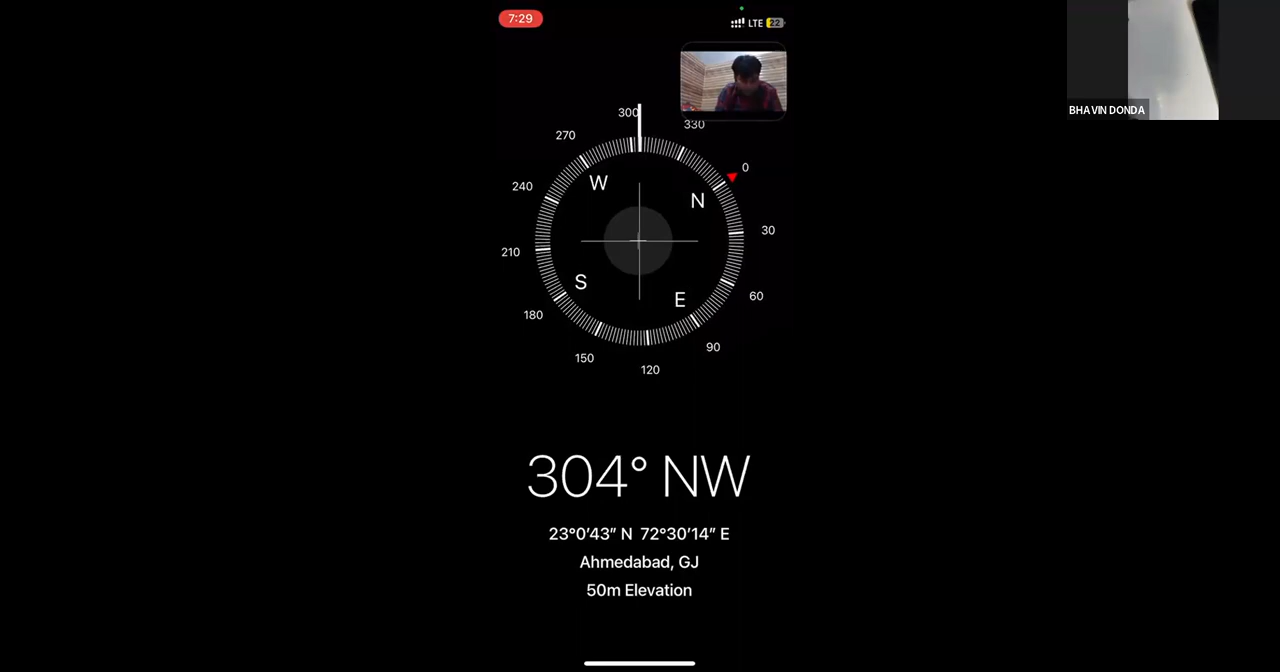 7:29
LTE 22
BHAVIN DONDA
300
330
270
0
W
240
N
30
210
S
E
60
180
90
150
120
304° NW
23°0'43" N 72°30'14" E
Ahmedabad, GJ
50m Elevation